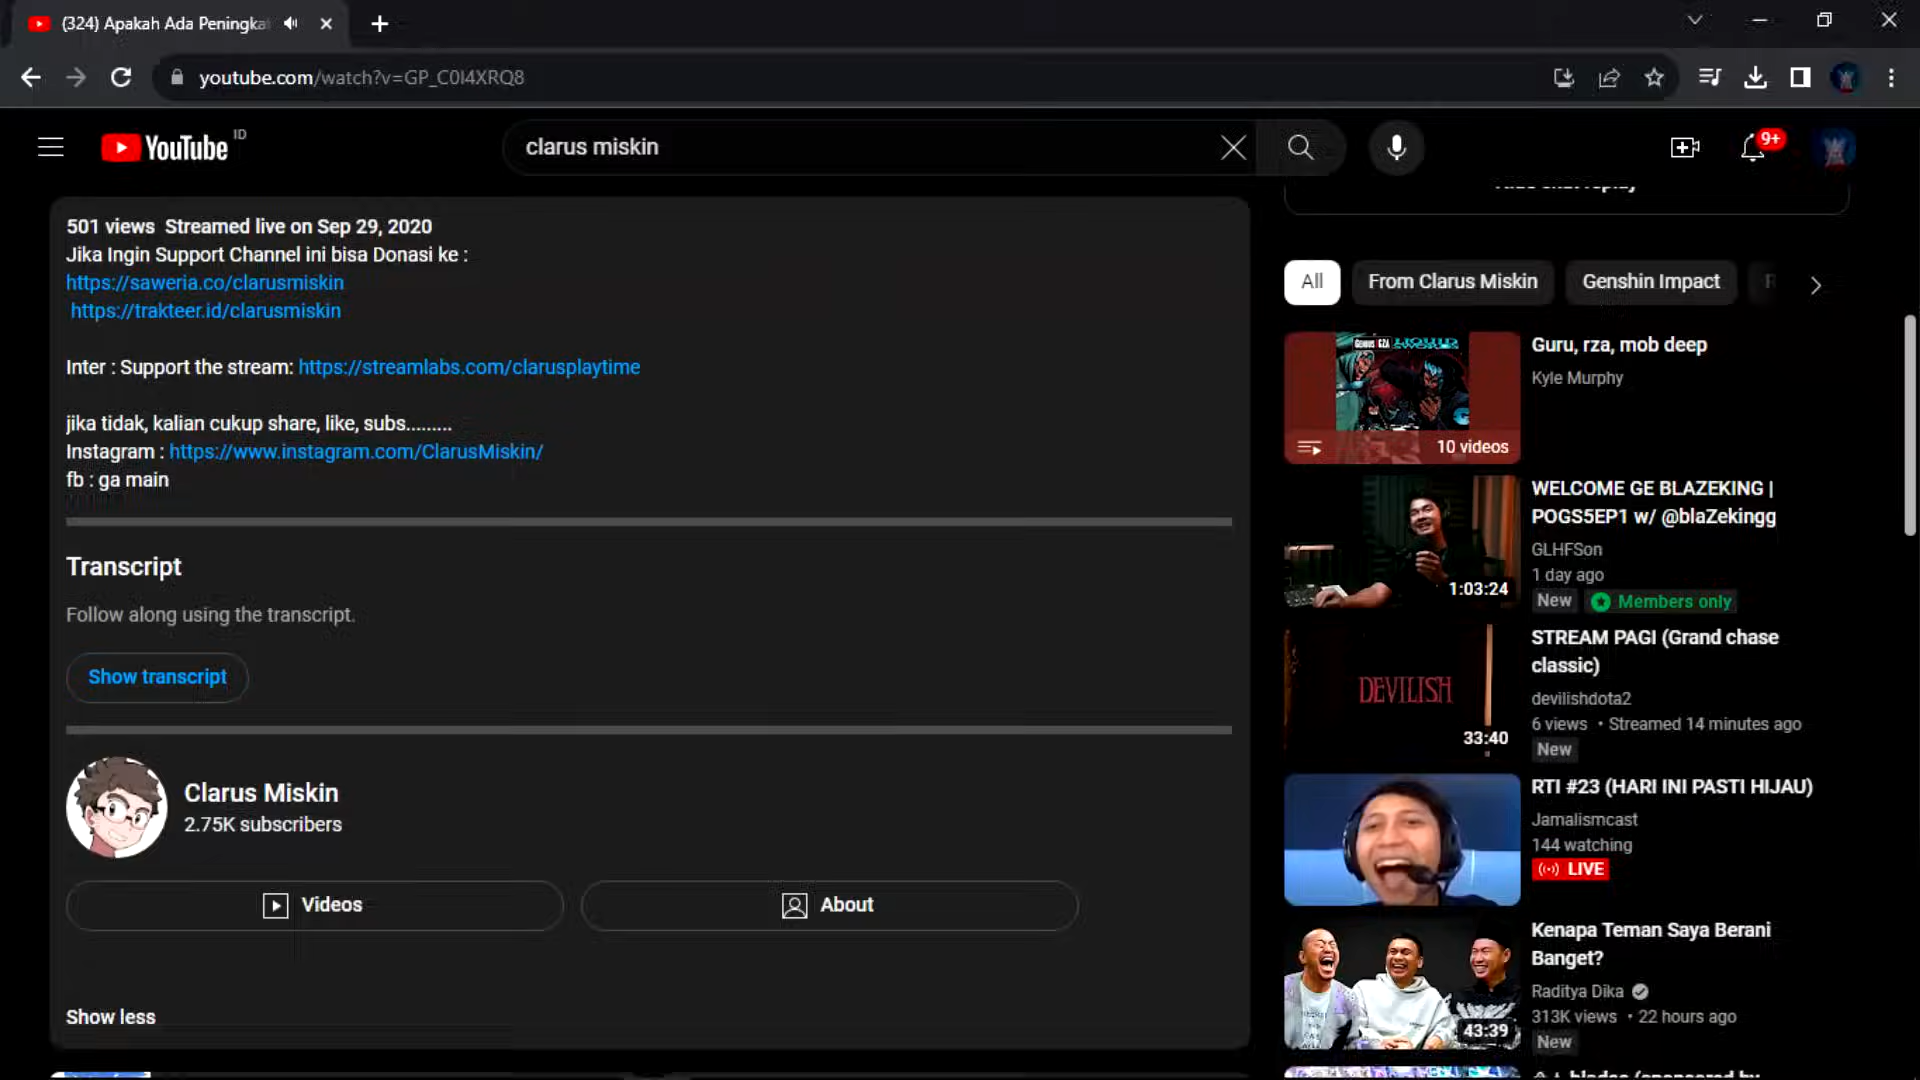 (324) Apakah Ada Peningka
youtube.com/watch?v=GP_C0I4XRQ8
YouTube ID
clarus miskin
9+
501 views Streamed live on Sep 29, 2020
Jika Ingin Support Channel ini bisa Donasi ke :
https://saweria.co/clarusmiskin
https://trakteer.id/clarusmiskin
Inter : Support the stream: https://streamlabs.com/clarusplaytime
jika tidak, kalian cukup share, like, subs.........
Instagram : https://www.instagram.com/ClarusMiskin/
fb : ga main
Transcript
Follow along using the transcript.
Show transcript
Clarus Miskin
2.75K subscribers
Videos
About
Show less
All
From Clarus Miskin
Genshin Impact
Guru, rza, mob deep
Kyle Murphy
10 videos
WELCOME GE BLAZEKING |
POGS5EP1 w/ @blaZekingg
GLHFSon
1 day ago
New
Members only
1:03:24
STREAM PAGI (Grand chase
classic)
devilishdota2
6 views • Streamed 14 minutes ago
New
DEVILISH
33:40
RTI #23 (HARI INI PASTI HIJAU)
Jamalismcast
144 watching
LIVE
Kenapa Teman Saya Berani
Banget?
Raditya Dika
313K views • 22 hours ago
New
43:39